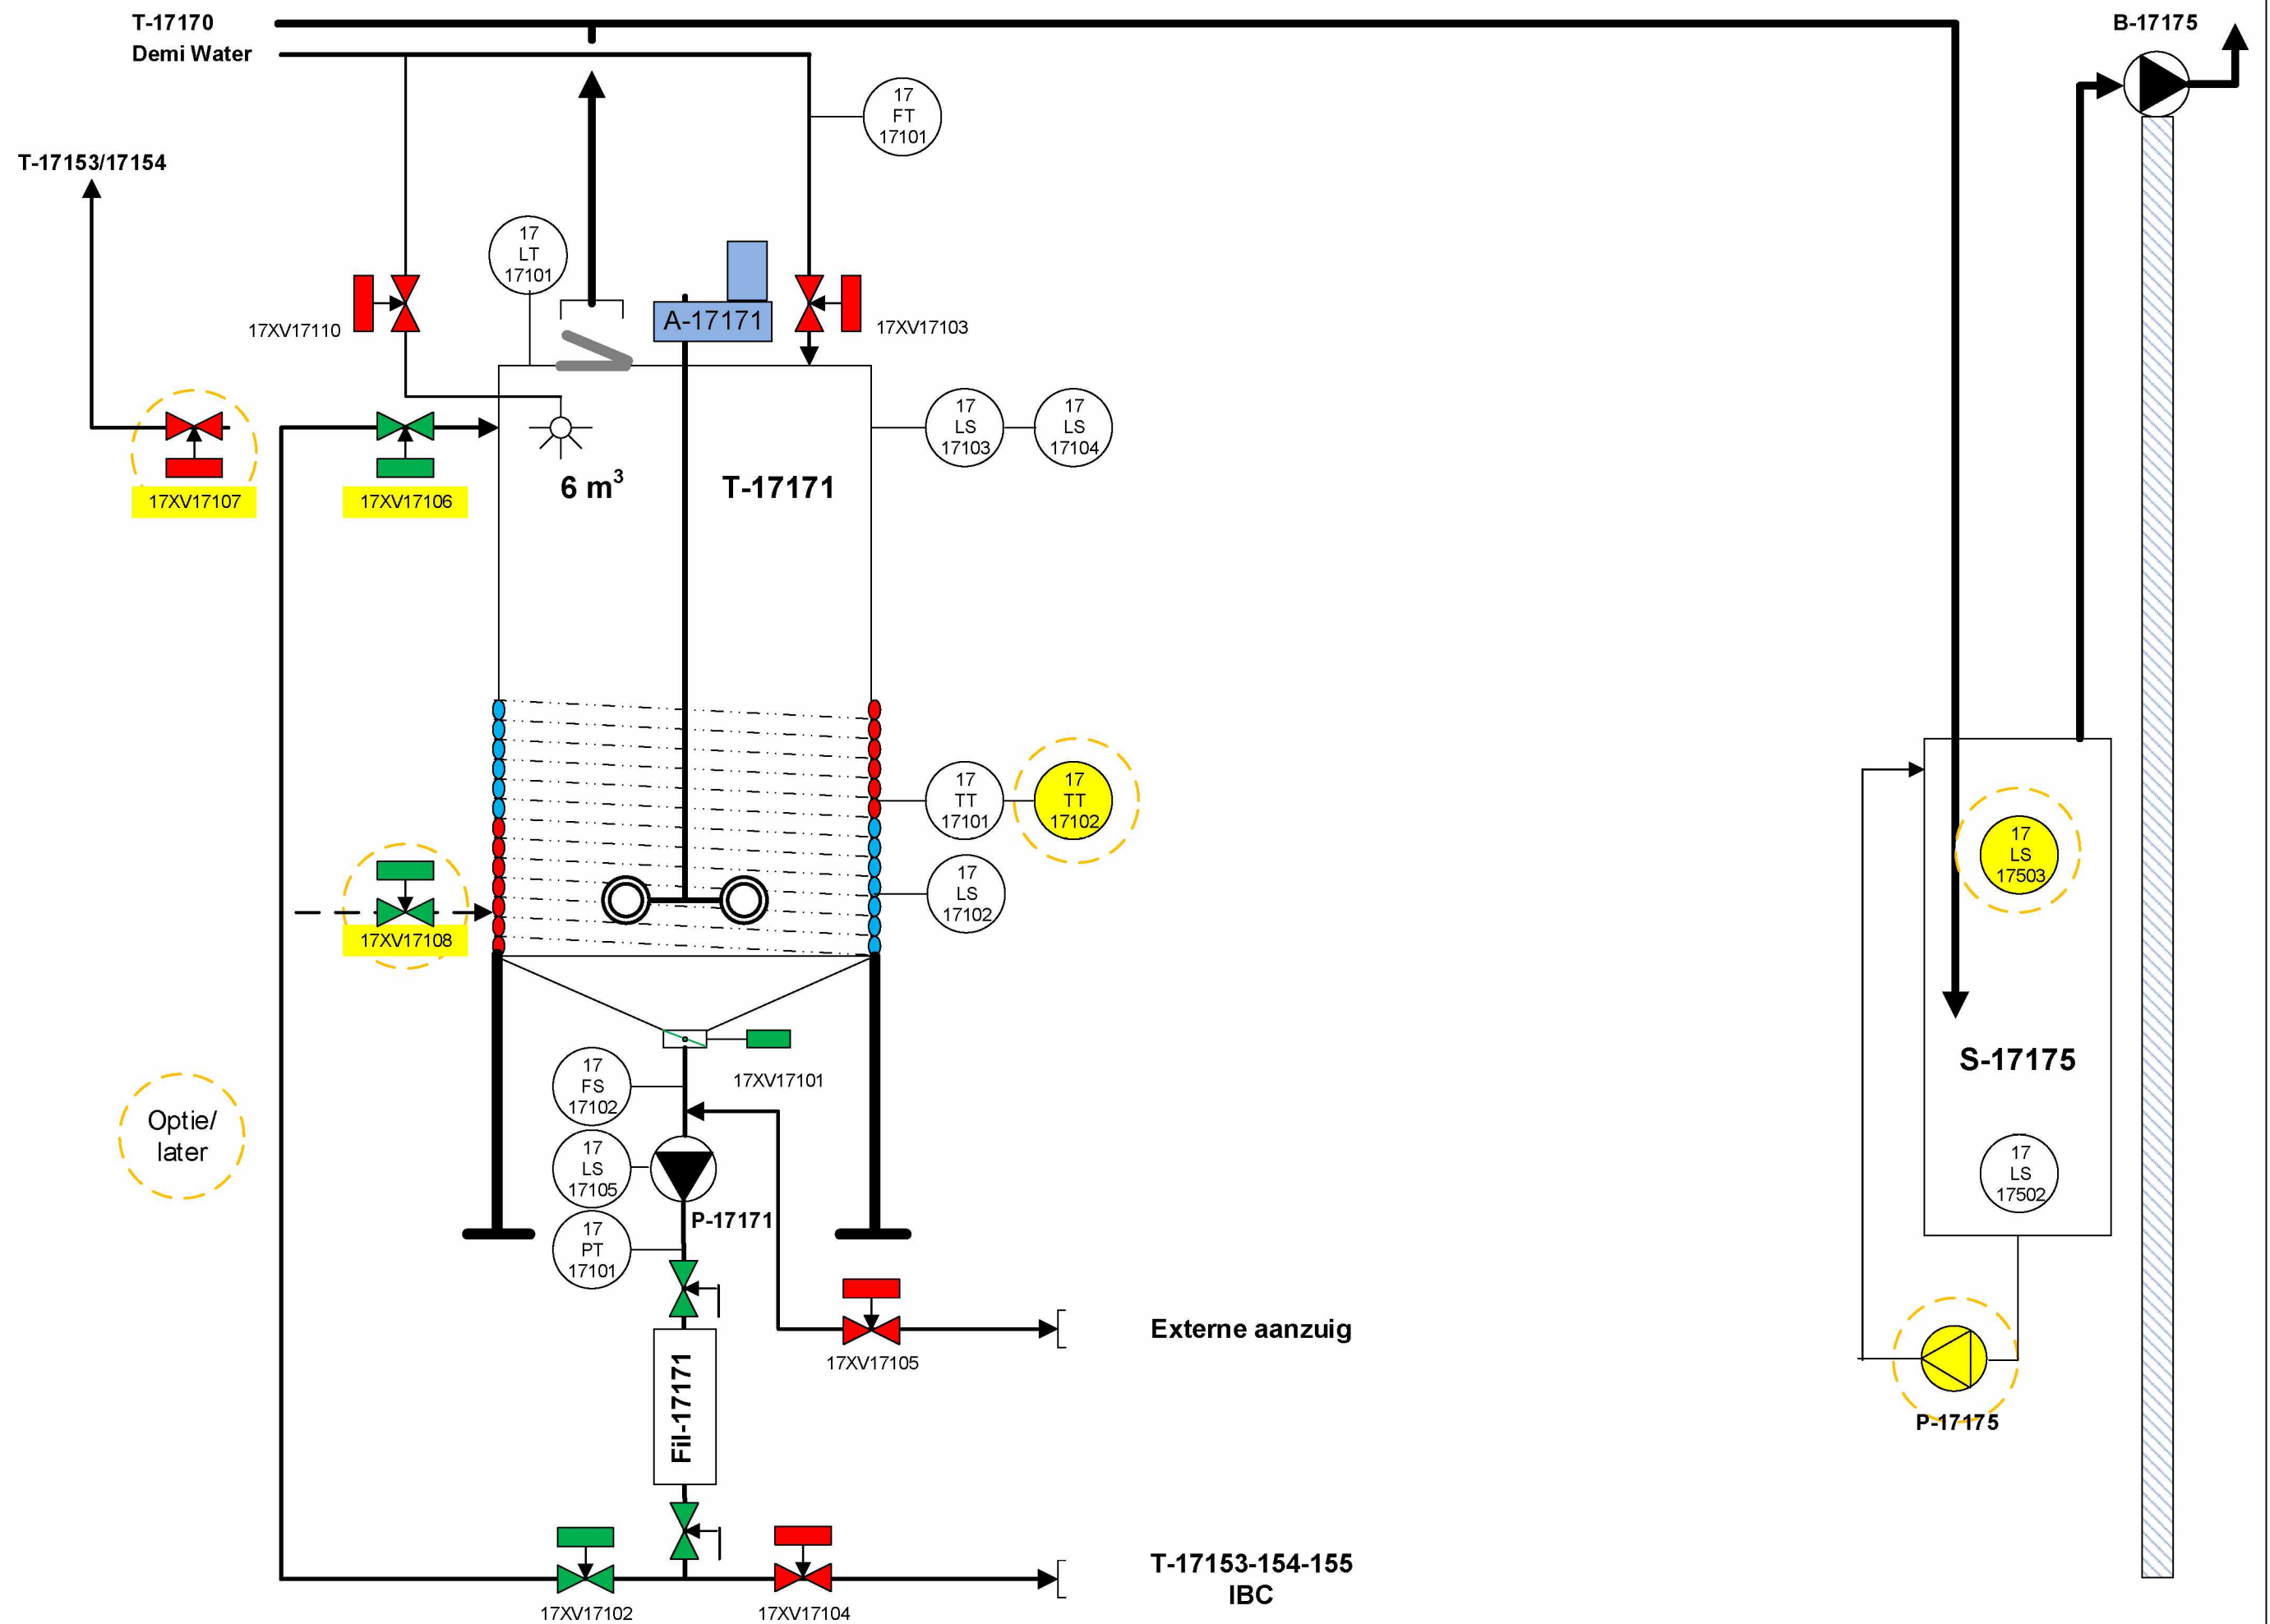 T-17170
B-17175
Demi Water
17
FT
17101
T-17153/17154
17
LT
17101
A-17171
17XV17110
17XV17103
17
LS
17103
17
LS
17104
6 m³
T-17171
17XV17107
17XV17106
17
TT
17101
17
TT
17102
17
LS
17503
17
LS
17102
17XV17108
S-17175
17
FS
17102
17XV17101
Optie/
later
17
LS
17105
17
LS
17502
P-17171
17
PT
17101
Externe aanzuig
17XV17105
Fil-17171
P-17175
T-17153-154-155
IBC
17XV17102
17XV17104